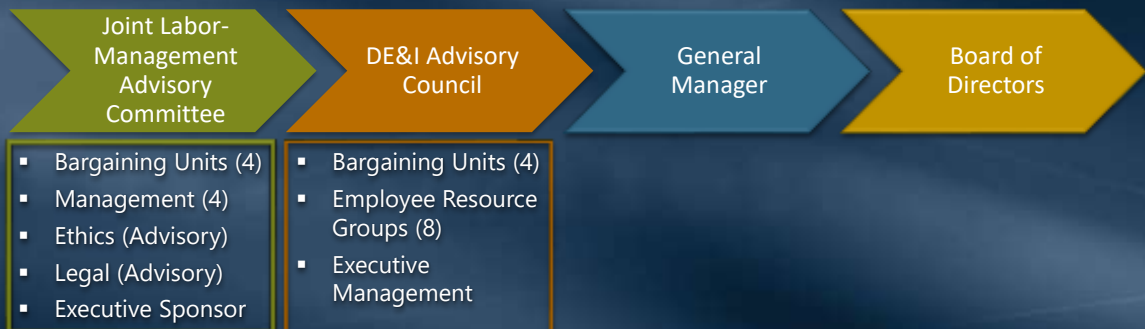 Joint Labor-
Management
Advisory
Committee
DE&I Advisory
Council
General
Manager
Board of
Directors
▪ Bargaining Units (4)
▪ Management (4)
▪ Ethics (Advisory)
▪ Legal (Advisory)
▪ Executive Sponsor
▪ Bargaining Units (4)
▪ Employee Resource
Groups (8)
▪ Executive
Management